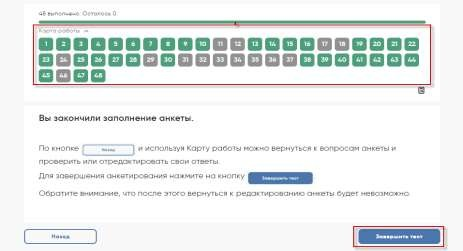 48 выполнено. Осталось 0.
Карта работы
1 2 3 4 5 6 7 8 9 10 11 12 13 14 15 16 17 18 19 20 21 22
23 24 25 26 27 28 29 30 31 32 33 34 35 36 37 38 39 40 41 42 43 44
45 46 47 48
Вы закончили заполнение анкеты.
По кнопке Назад и используя Карту работы можно вернуться к вопросам анкеты и
проверить или отредактировать свои ответы.
Для завершения анкетирования нажмите на кнопку Завершить тест
Обратите внимание, что после этого вернуться к редактированию анкеты будет невозможно.
Назад Завершить тест